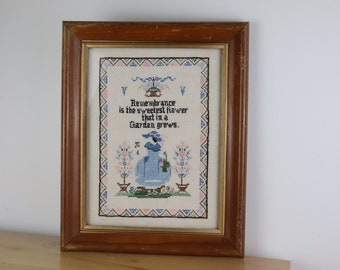 Remembrance
is the sweetest flower
that in a
Garden grows.